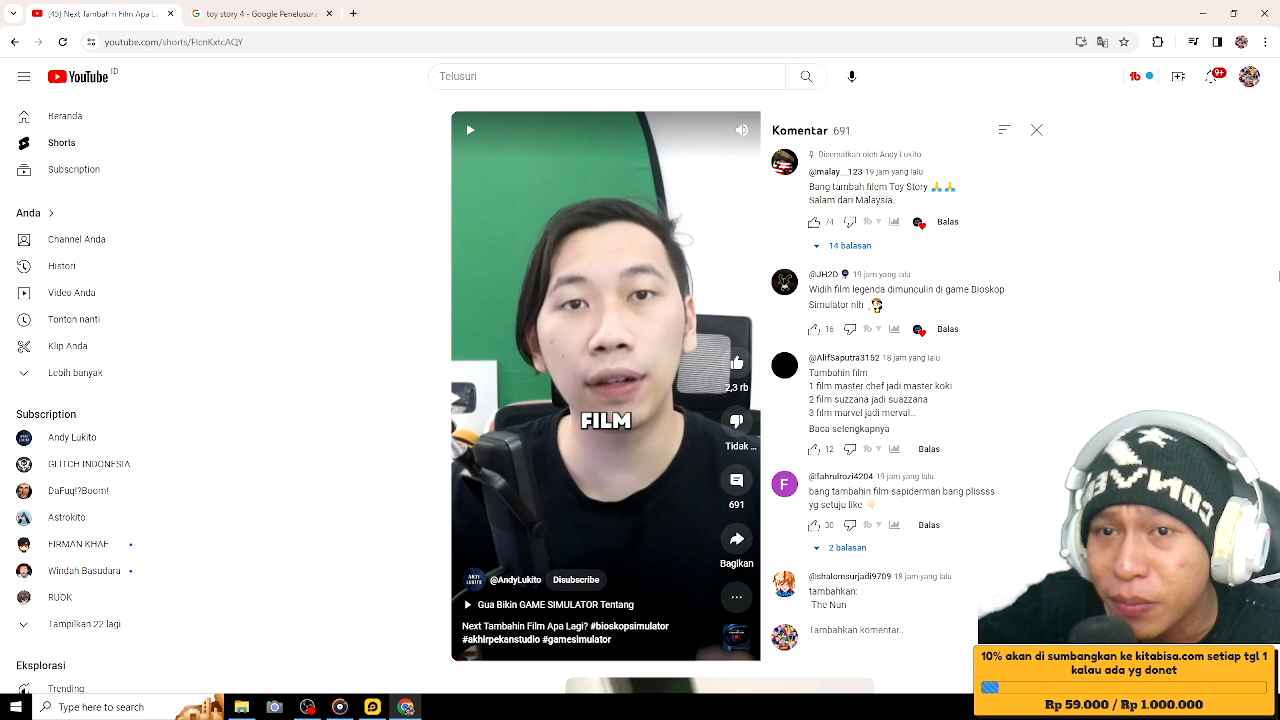 (45) Next Tambahin Film Apa La
toy story 4 - Google Penelusura
youtube.com/shorts/FIcnKxtcAQY
YouTube ID
Telusuri
9+
Beranda
Shorts
Subscription
Anda
Channel Anda
Histori
Video Anda
Tonton nanti
Klip Anda
Lebih banyak
Subscription
Andy Lukito
GLITCH INDONESIA
DaFuq!?Boom!
Astrokito
FIRMAN KHAE
Windah Basudara
RUOK
Tampilkan 22 lagi
Eksplorasi
Trending
FILM
2,3 rb
Tidak ...
691
Bagikan
@AndyLukito Disubscribe
Gua Bikin GAME SIMULATOR Tentang
Next Tambahin Film Apa Lagi? #bioskopsimulator
#akhirpekanstudio #gamesimulator
Komentar 691
Disematkan oleh Andy Lukito
@malay__123 19 jam yang lalu
Bang tambah filem Toy Story 🙏🙏
Salam dari Malaysia.
74 Balas
14 balasan
@JH2D 19 jam yang lalu
Widih film legenda dimunculin di game Bioskop
Simulator nih
16 Balas
@AlifSaputra3152 18 jam yang lalu
Tambahin film
1 film master chef jadi master koki
2 film suzzana jadi suazzana
3 film marvel jadi merval..
Baca selengkapnya
12 Balas
F
@fahrulrozi4204 19 jam yang lalu
bang tambahin film sapiderman bang plissss
yg setuju like 👇🏻
30 Balas
2 balasan
@shalomsurjadi9709 18 jam yang lalu
tambahkan:
The Nun
Tambahkan komentar...
CONVE
10% akan di sumbangkan ke kitabisa.com setiap tgl 1
kalau ada yg donet
Rp 59.000 / Rp 1.000.000
Type here to search